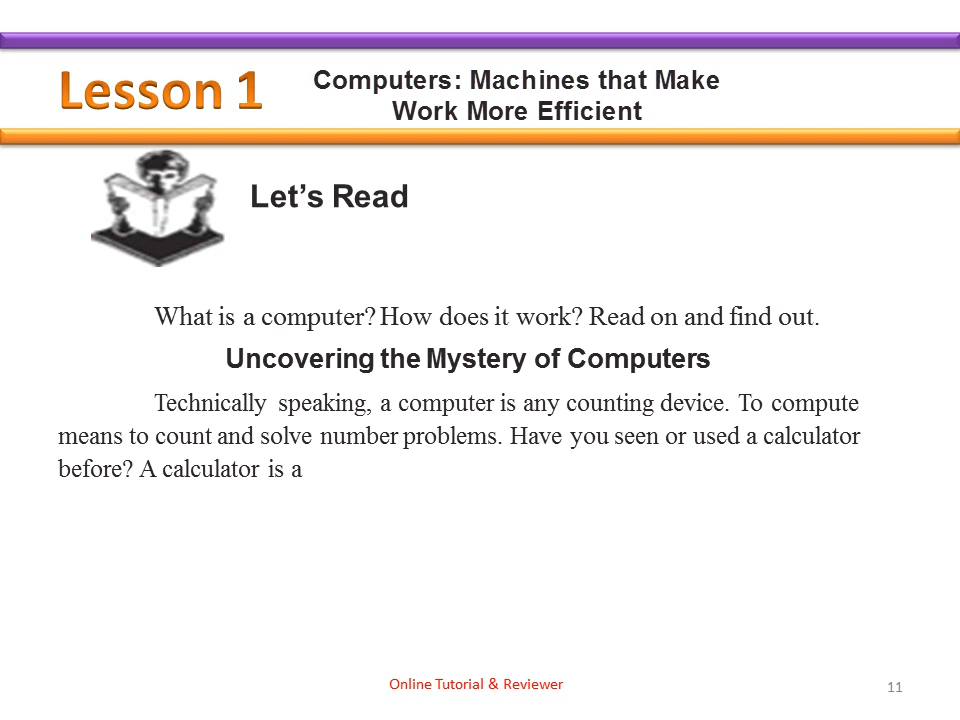 Lesson 1
Computers: Machines that Make
Work More Efficient
Let’s Read
What is a computer? How does it work? Read on and find out.
Uncovering the Mystery of Computers
Technically speaking, a computer is any counting device. To compute
means to count and solve number problems. Have you seen or used a calculator
before? A calculator is a
Online Tutorial & Reviewer
11